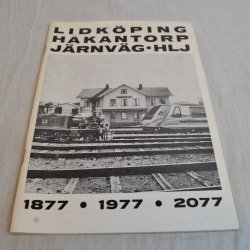 LIDKÖPING
HÅKANTORP
JÄRNVÄG•HLJ
1877 • 1977 • 2077